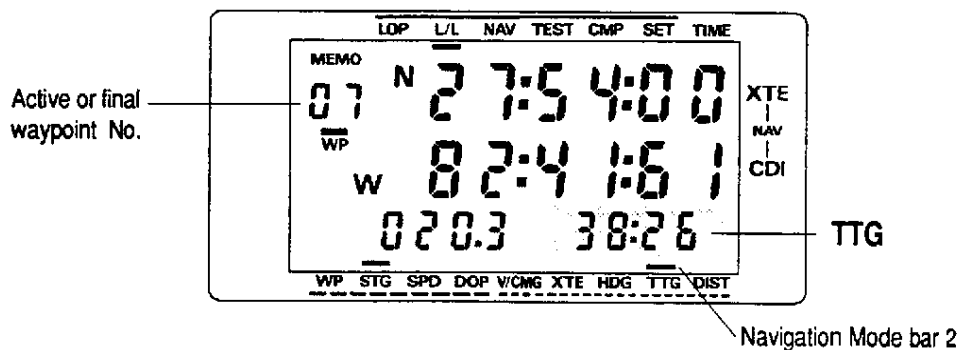 LOP L/L NAV TEST CMP SET TIME
MEMO
07
WP
N 27:54:00
W 82:41:61
020.3 38:26
WP STG SPD DOP V/CMG XTE HDG TTG DIST
XTE
NAV
CDI
Active or final
waypoint No.
TTG
Navigation Mode bar 2